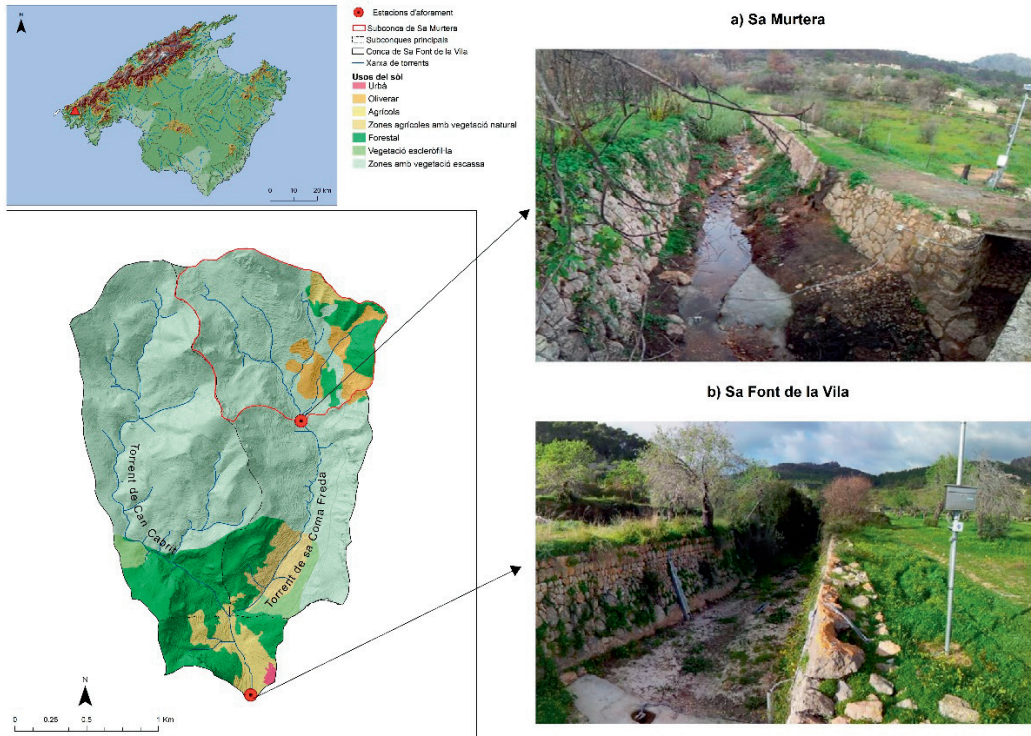 N
0 10 20 km
Estacions d'aforament
Subconca de Sa Murtera
Subconques principals
Conca de Sa Font de la Vila
Xarxa de torrents
Usos del sòl
Urbà
Oliverar
Agrícola
Zones agrícoles amb vegetació natural
Forestal
Vegetació escleròfil·la
Zones amb vegetació escassa
a) Sa Murtera
b) Sa Font de la Vila
Torrent de Can Cabrit
Torrent de sa Coma Freda
N
0 0.25 0.5 1 Km